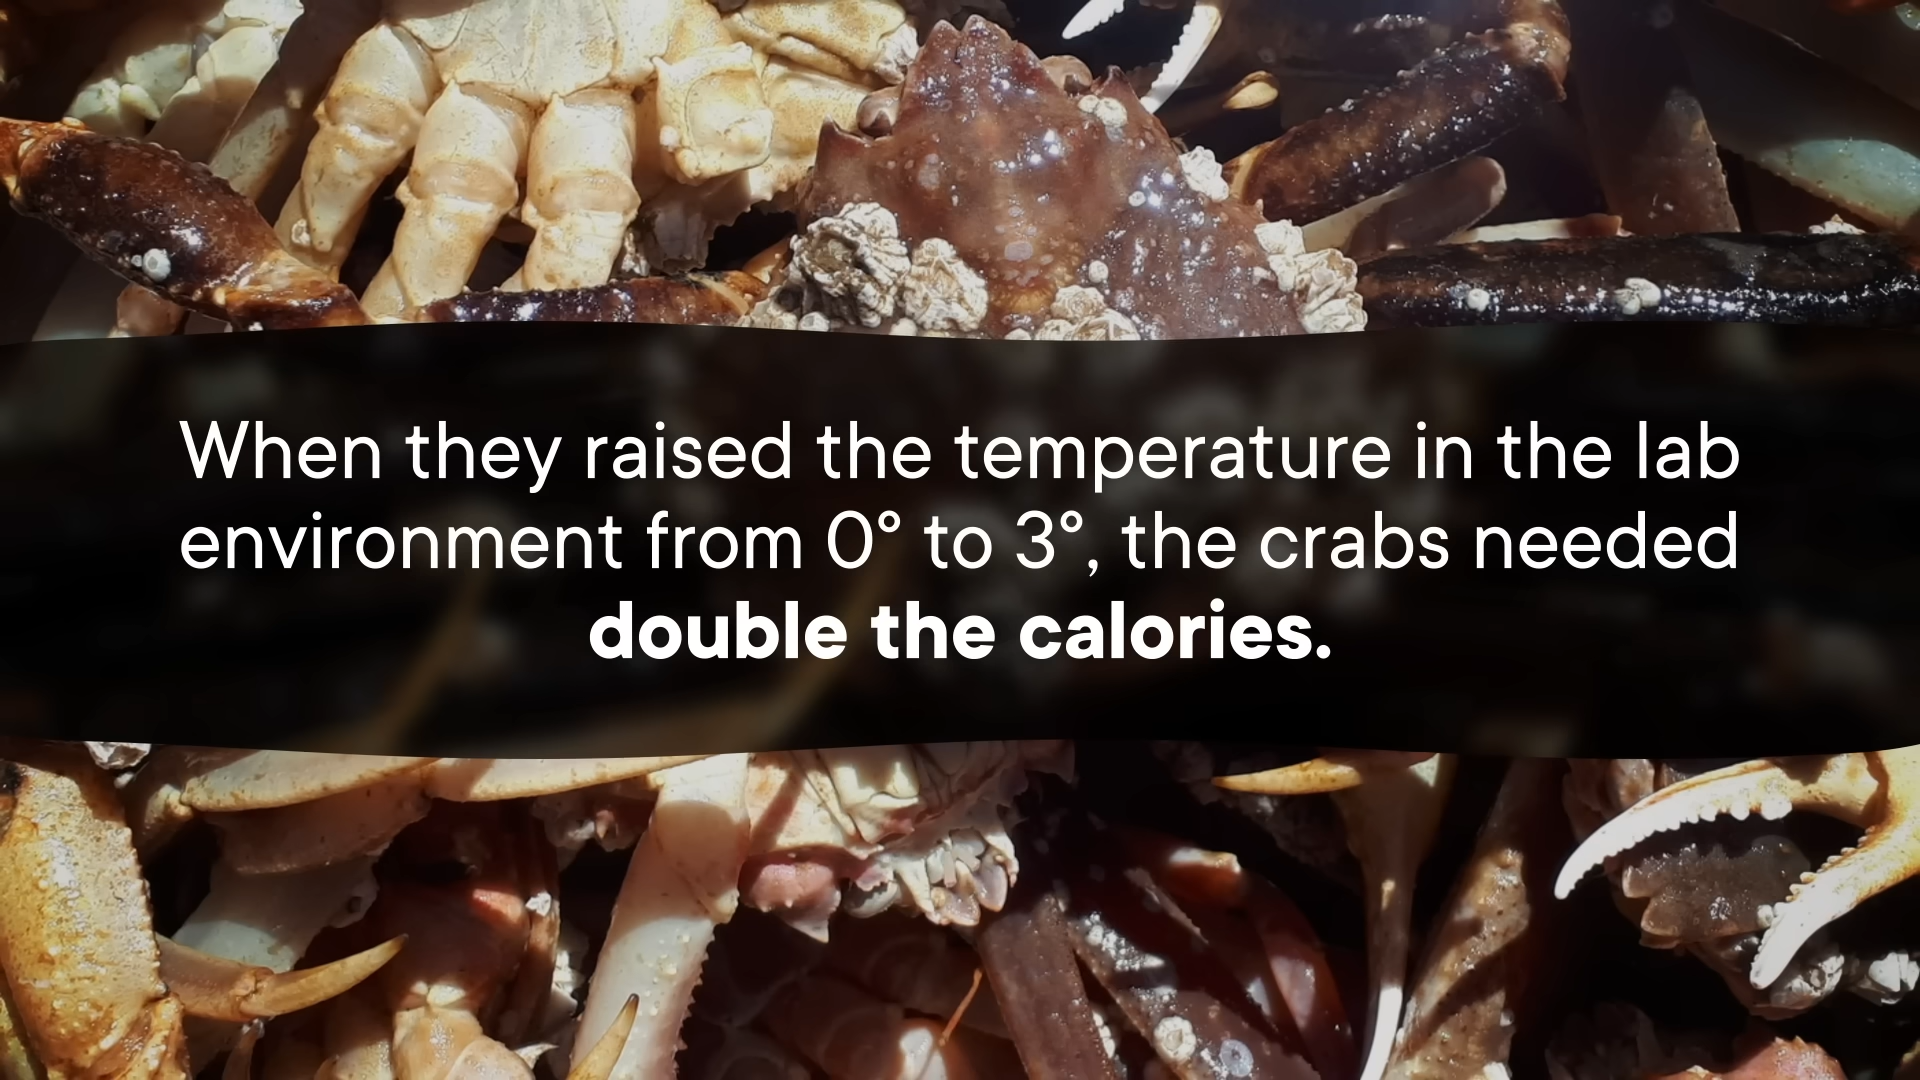 When they raised the temperature in the lab
environment from 0° to 3°, the crabs needed
double the calories.